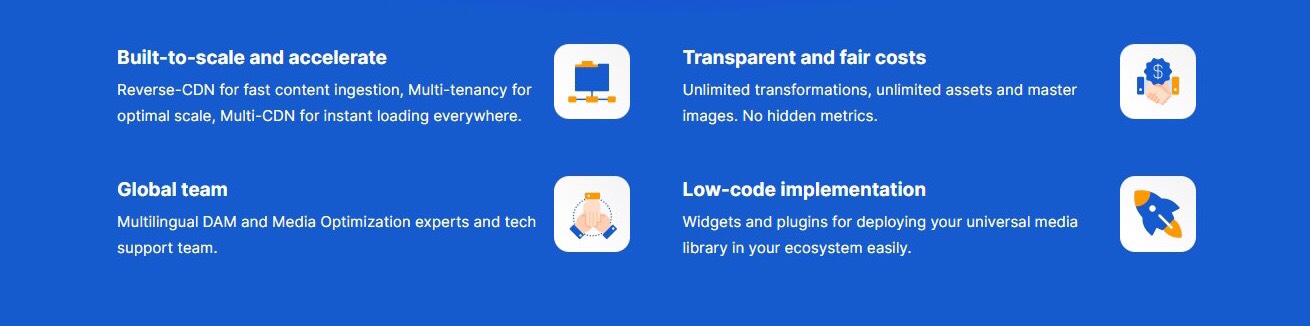 Built-to-scale and accelerate
Reverse-CDN for fast content ingestion, Multi-tenancy for
optimal scale, Multi-CDN for instant loading everywhere.
Transparent and fair costs
Unlimited transformations, unlimited assets and master
images. No hidden metrics.
Global team
Multilingual DAM and Media Optimization experts and tech
support team.
Low-code implementation
Widgets and plugins for deploying your universal media
library in your ecosystem easily.
$